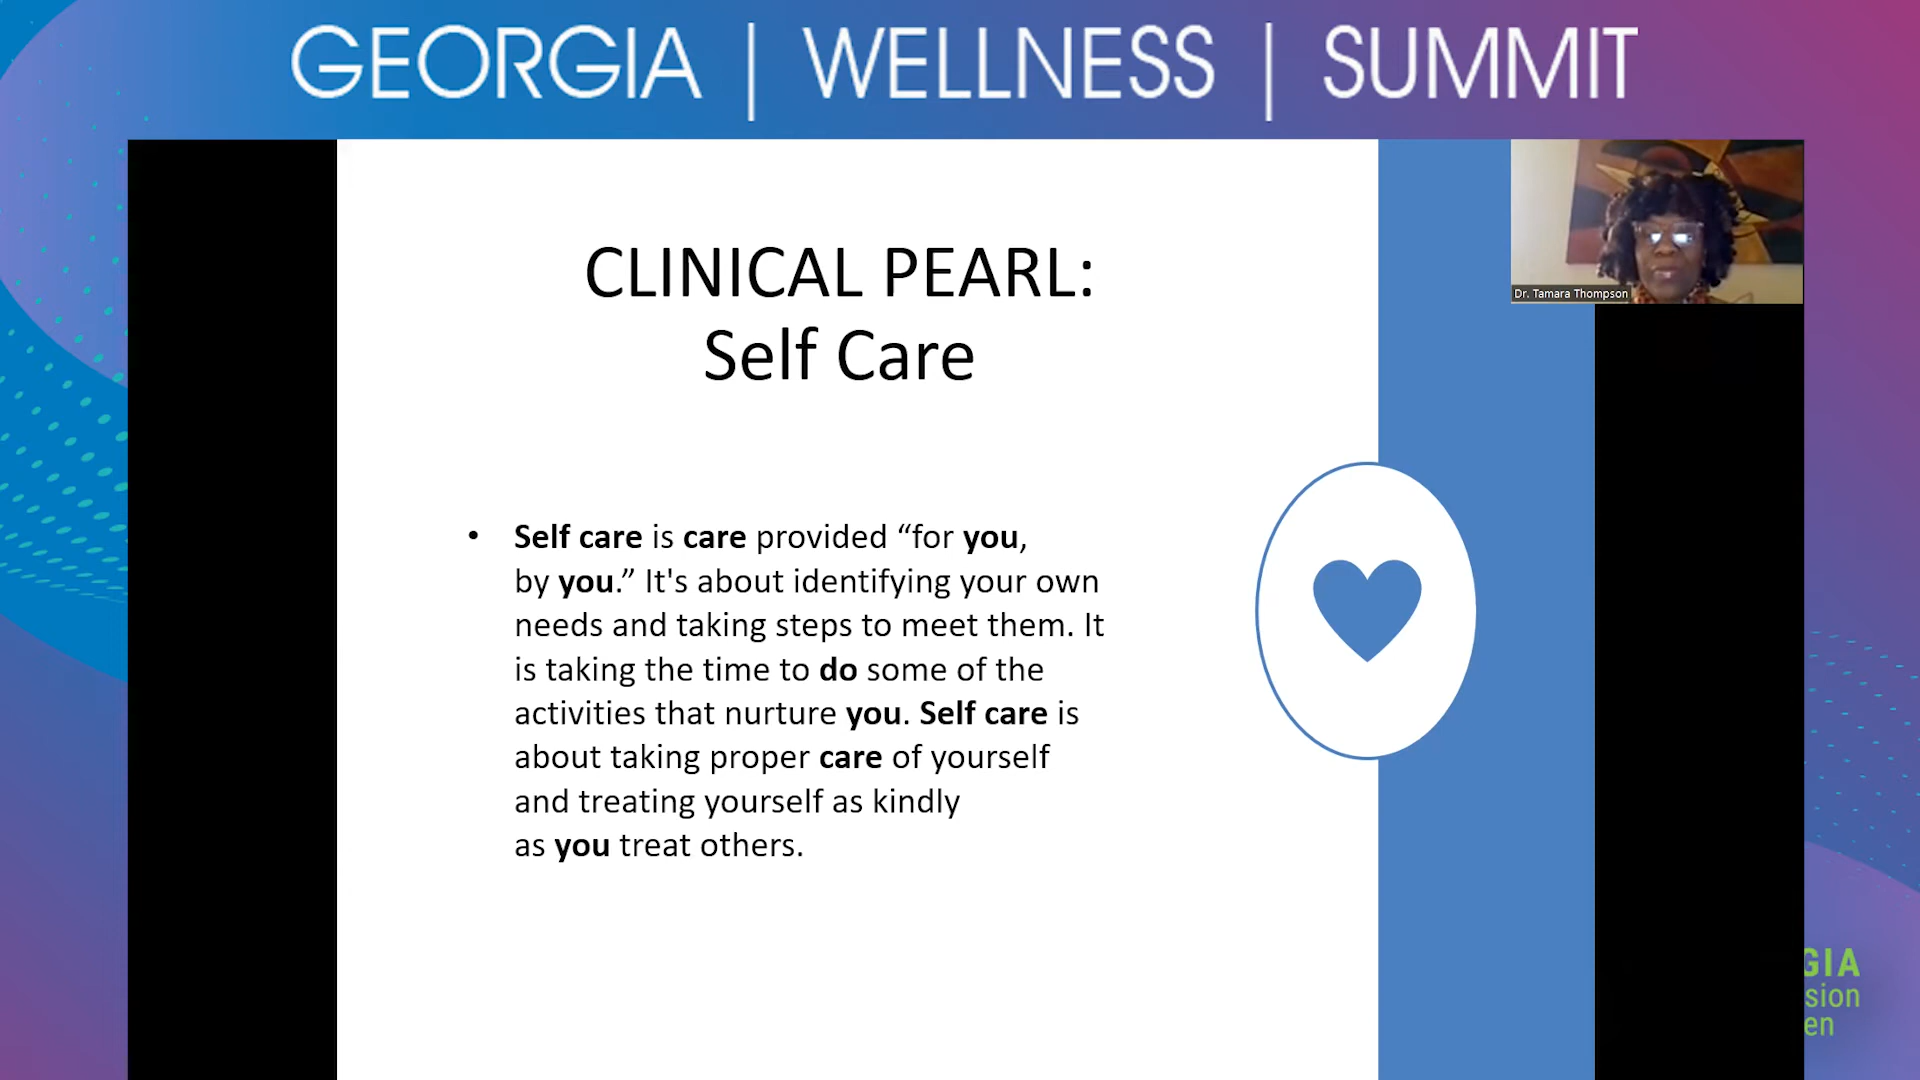 GEORGIA | WELLNESS | SUMMIT
Dr. Tamara Thompson
CLINICAL PEARL:
Self Care
• Self care is care provided “for you,
by you.” It's about identifying your own
needs and taking steps to meet them. It
is taking the time to do some of the
activities that nurture you. Self care is
about taking proper care of yourself
and treating yourself as kindly
as you treat others.
GIA
sion
en